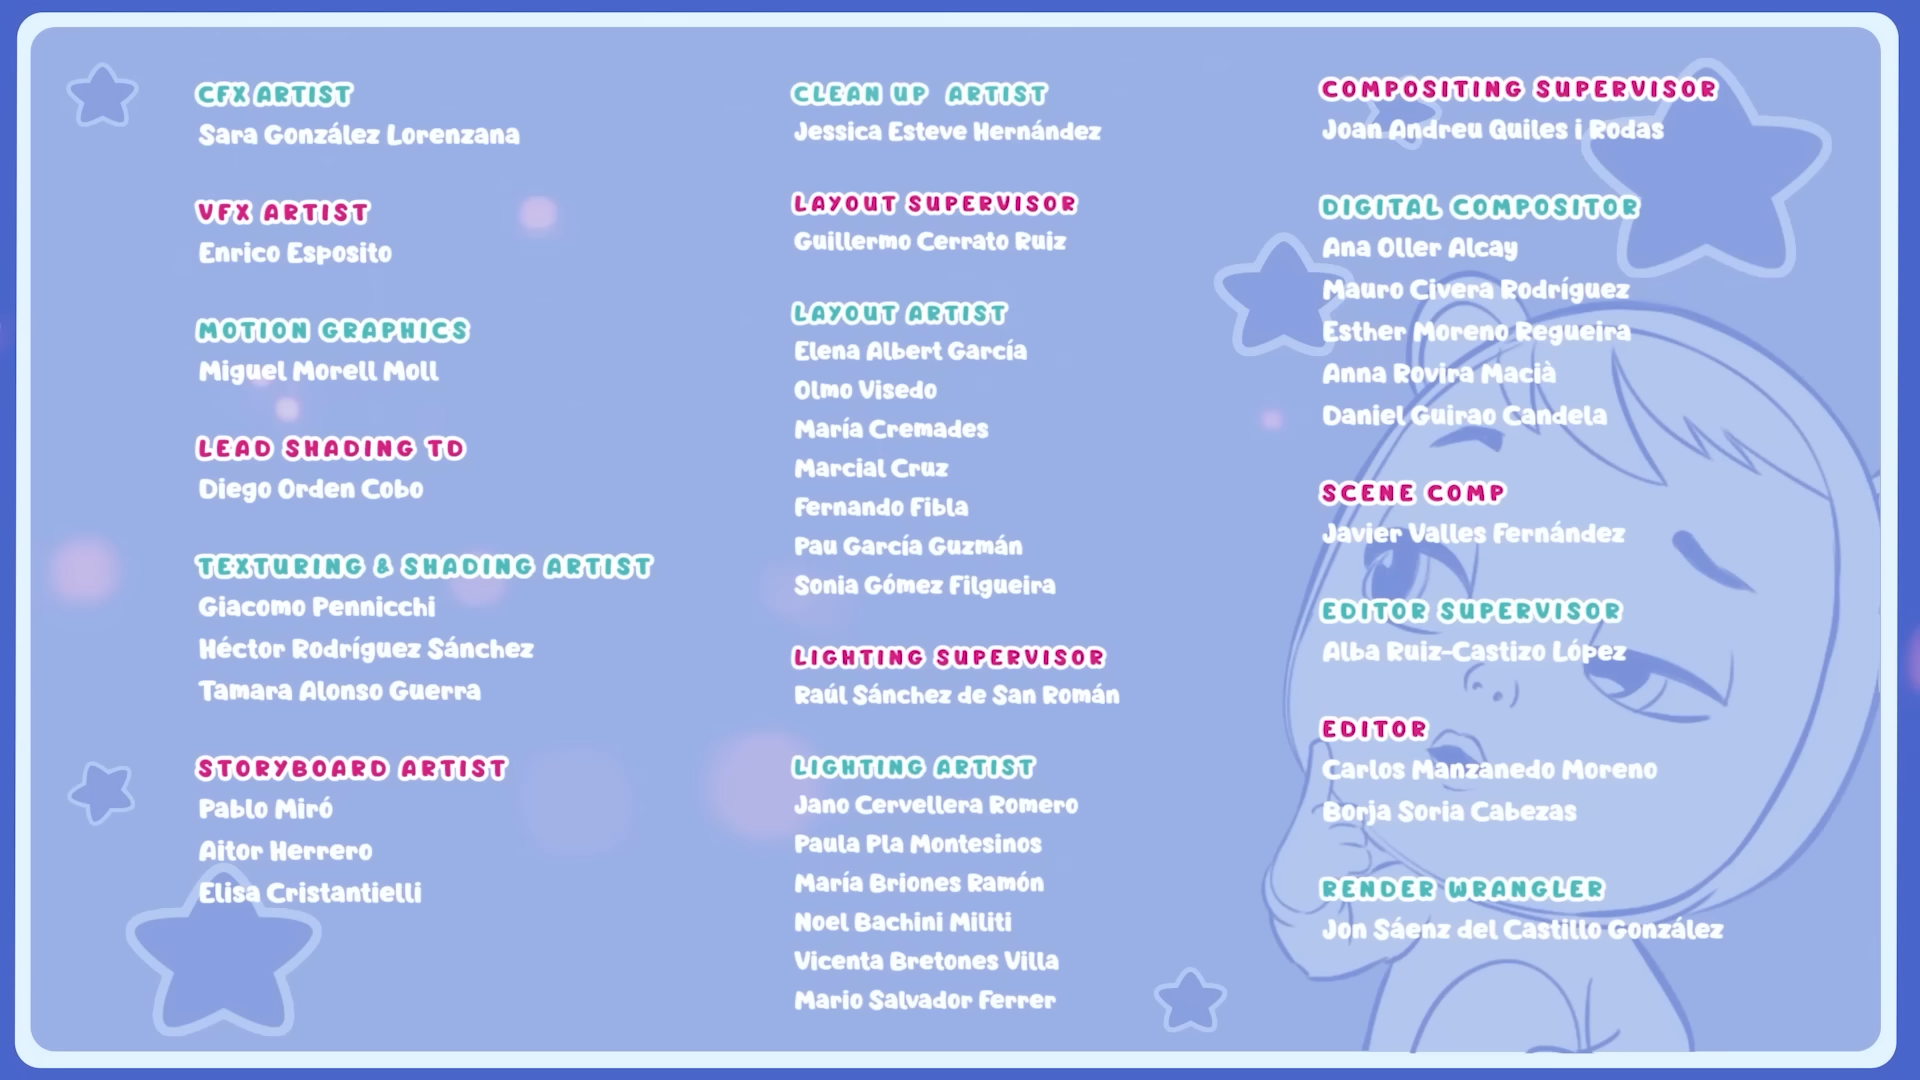 CFX ARTIST
Sara González Lorenzana
VFX ARTIST
Enrico Esposito
MOTION GRAPHICS
Miguel Morell Moll
LEAD SHADING TD
Diego Orden Cobo
TEXTURING & SHADING ARTIST
Giacomo Pennicchi
Héctor Rodríguez Sánchez
Tamara Alonso Guerra
STORYBOARD ARTIST
Pablo Miró
Aitor Herrero
Elisa Cristantielli
CLEAN UP ARTIST
Jessica Esteve Hernández
LAYOUT SUPERVISOR
Guillermo Cerrato Ruiz
LAYOUT ARTIST
Elena Albert García
Olmo Visedo
María Cremades
Marcial Cruz
Fernando Fibla
Pau García Guzmán
Sonia Gómez Filgueira
LIGHTING SUPERVISOR
Raúl Sánchez de San Román
LIGHTING ARTIST
Jano Cervellera Romero
Paula Pla Montesinos
María Briones Ramón
Noel Bachini Militi
Vicenta Bretones Villa
Mario Salvador Ferrer
COMPOSITING SUPERVISOR
Joan Andreu Quiles i Rodas
DIGITAL COMPOSITOR
Ana Oller Alcay
Mauro Civera Rodríguez
Esther Moreno Regueira
Anna Rovira Macià
Daniel Guirao Candela
SCENE COMP
Javier Valles Fernández
EDITOR SUPERVISOR
Alba Ruiz-Castizo López
EDITOR
Carlos Manzanedo Moreno
Borja Soria Cabezas
RENDER WRANGLER
Jon Sáenz del Castillo González